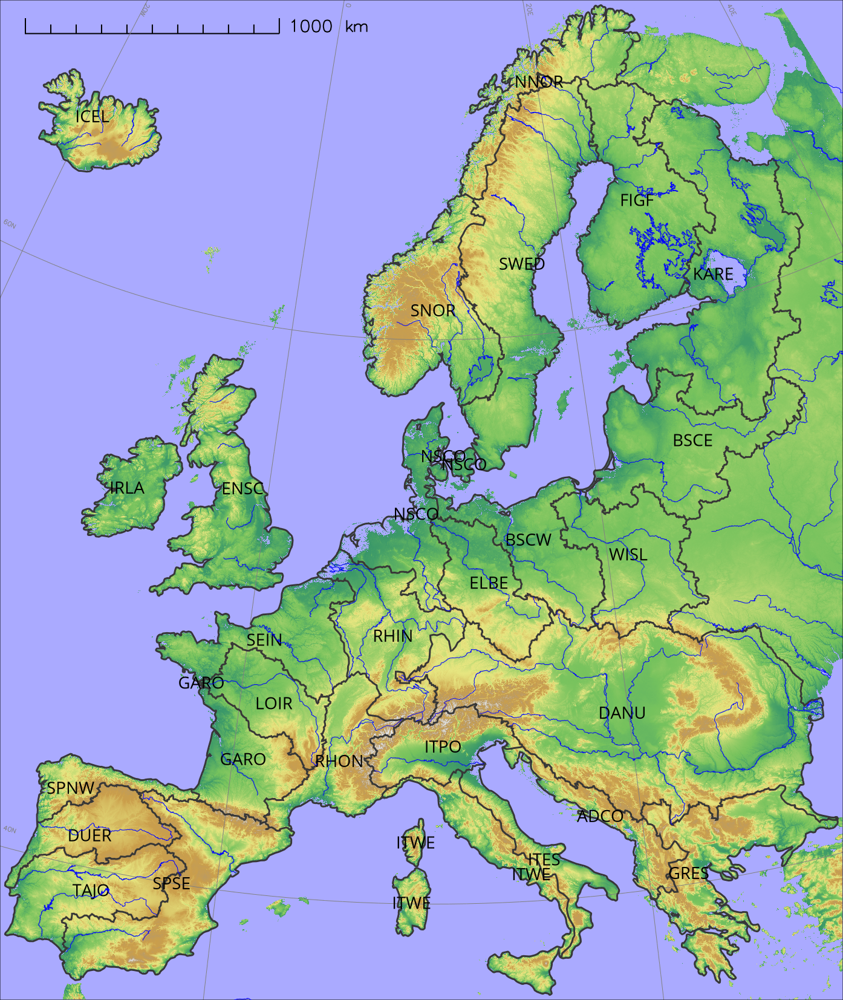 20W
0
20E
40E
1000 km
NNOR
ICEL
FIGF
60N
SWED
KARE
SNOR
BSCE
NSCO
NSCO
IRLA
ENSC
NSCO
BSCW
WISL
ELBE
SEIN
RHIN
GARO
LOIR
DANU
ITPO
GARO
RHON
SPNW
ADCO
40N
DUER
ITWE
ITES
ITWE
GRES
SPSE
TAJO
ITWE